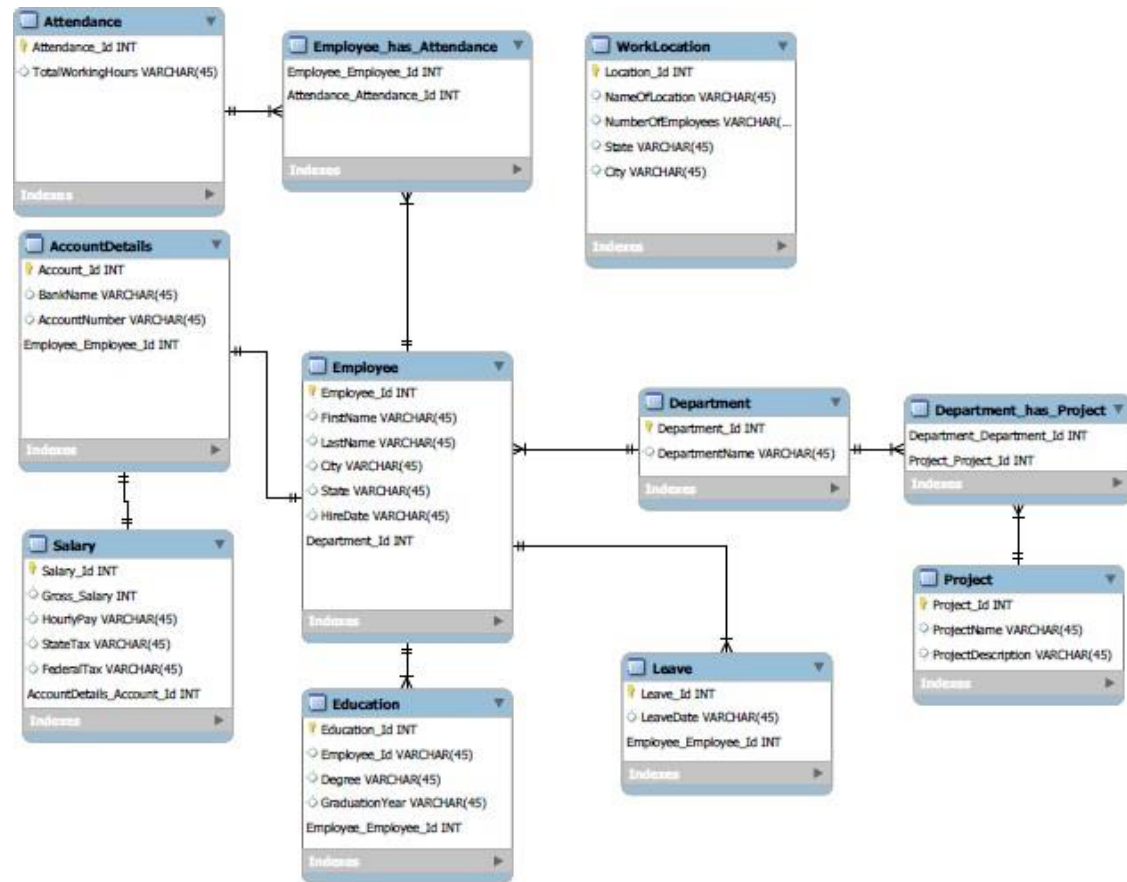 Attendance
Attendance_Id INT
TotalWorkingHours VARCHAR(45)
Indexes
Employee_has_Attendance
Employee_Employee_Id INT
Attendance_Attendance_Id INT
Indexes
WorkLocation
Location_Id INT
NameOfLocation VARCHAR(45)
NumberOfEmployees VARCHAR(...
State VARCHAR(45)
City VARCHAR(45)
Indexes
AccountDetails
Account_Id INT
BankName VARCHAR(45)
AccountNumber VARCHAR(45)
Employee_Employee_Id INT
Indexes
Employee
Employee_Id INT
FirstName VARCHAR(45)
LastName VARCHAR(45)
City VARCHAR(45)
State VARCHAR(45)
HireDate VARCHAR(45)
Department_Id INT
Indexes
Department
Department_Id INT
DepartmentName VARCHAR(45)
Indexes
Department_has_Project
Department_Department_Id INT
Project_Project_Id INT
Indexes
Salary
Salary_Id INT
Gross_Salary INT
HourlyPay VARCHAR(45)
StateTax VARCHAR(45)
FederalTax VARCHAR(45)
AccountDetails_Account_Id INT
Indexes
Education
Education_Id INT
Employee_Id VARCHAR(45)
Degree VARCHAR(45)
GraduationYear VARCHAR(45)
Employee_Employee_Id INT
Indexes
Leave
Leave_Id INT
LeaveDate VARCHAR(45)
Employee_Employee_Id INT
Indexes
Project
Project_Id INT
ProjectName VARCHAR(45)
ProjectDescription VARCHAR(45)
Indexes